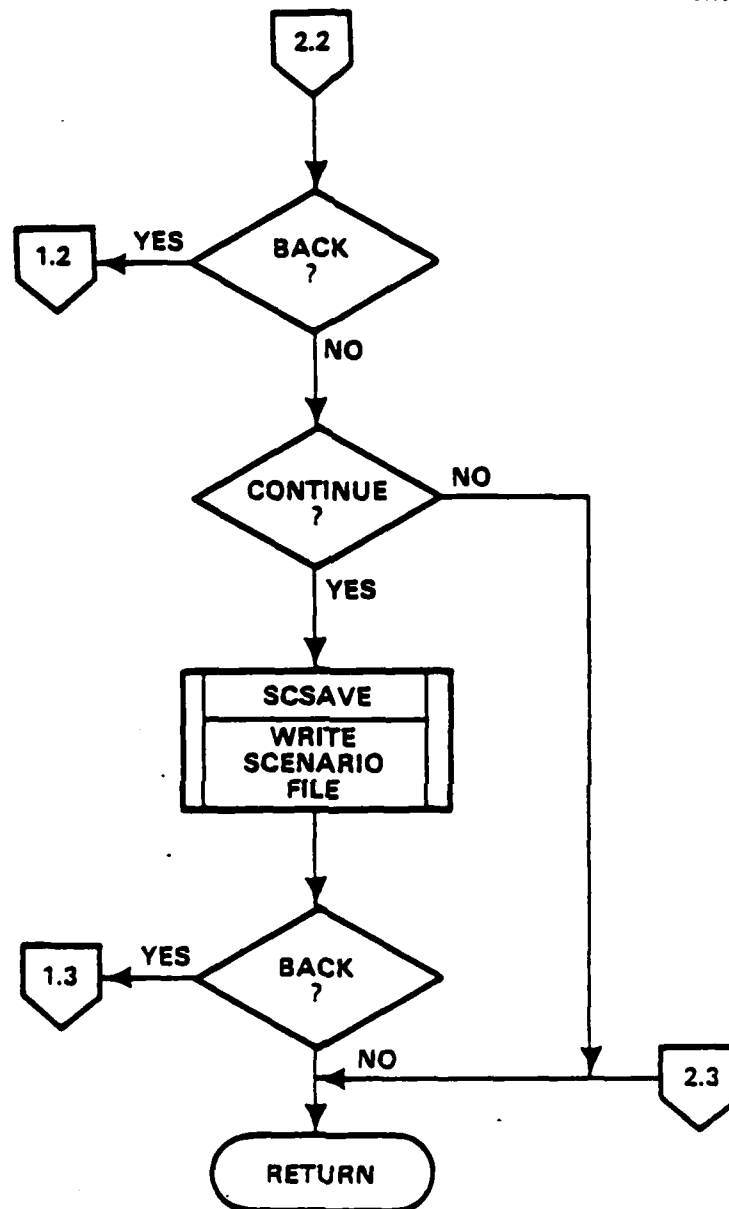 2.2
BACK
?
YES
1.2
NO
CONTINUE
?
NO
YES
SCSAVE
WRITE
SCENARIO
FILE
BACK
?
YES
1.3
NO
2.3
RETURN